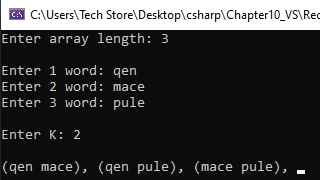 C:\Users\Tech Store\Desktop\csharp\Chapter10_VS\Rec
Enter array length: 3
Enter 1 word: qen
Enter 2 word: mace
Enter 3 word: pule
Enter K: 2
(qen mace), (qen pule), (mace pule),